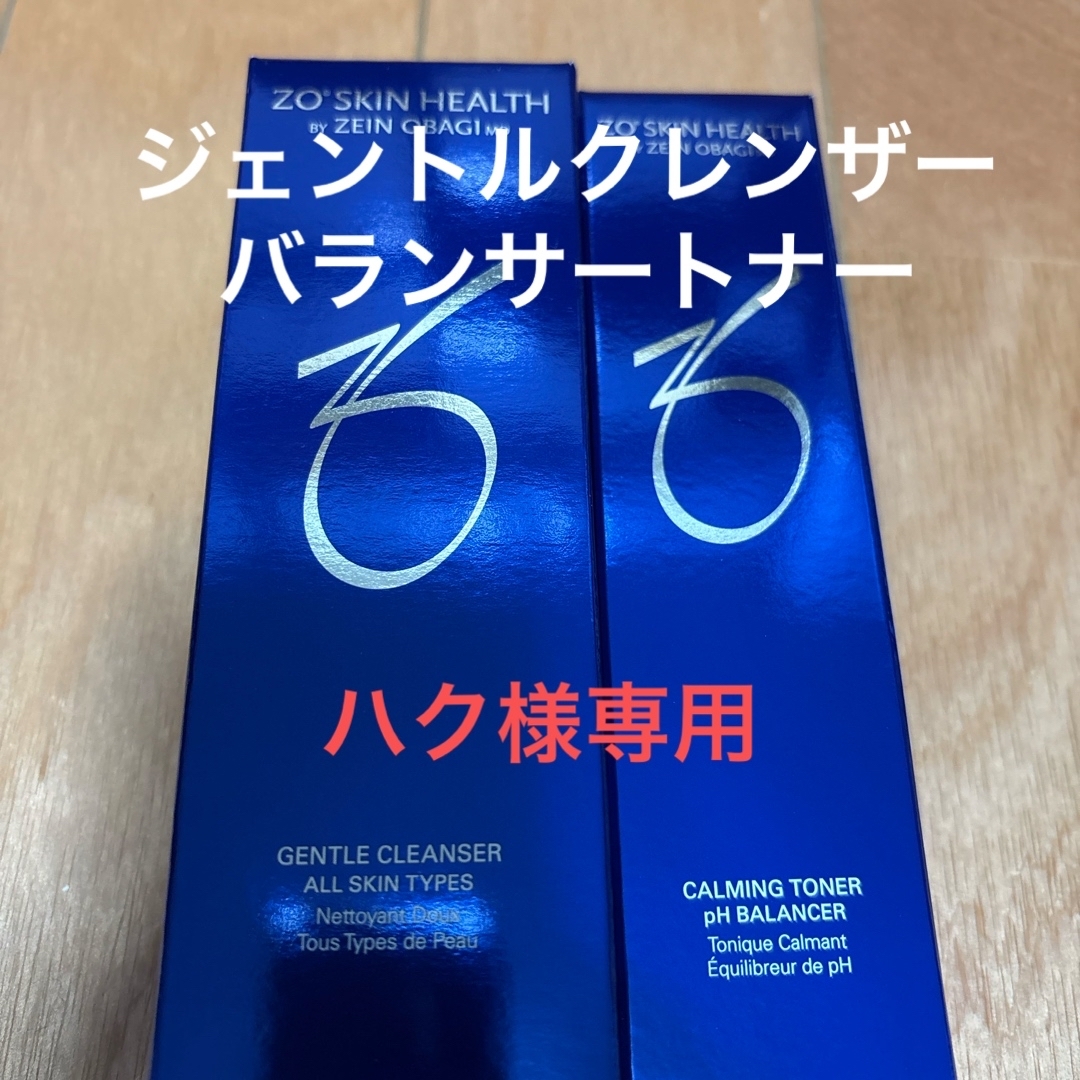 ZO® SKIN HEALTH
BY ZEIN OBAGI MD
ZO® SKIN HEALTH
BY ZEIN OBAGI
ジェントルクレンザー
バランサートナー
ハク様専用
GENTLE CLEANSER
ALL SKIN TYPES
Nettoyant Doux
Tous Types de Peau
CALMING TONER
pH BALANCER
Tonique Calmant
Équilibreur de pH